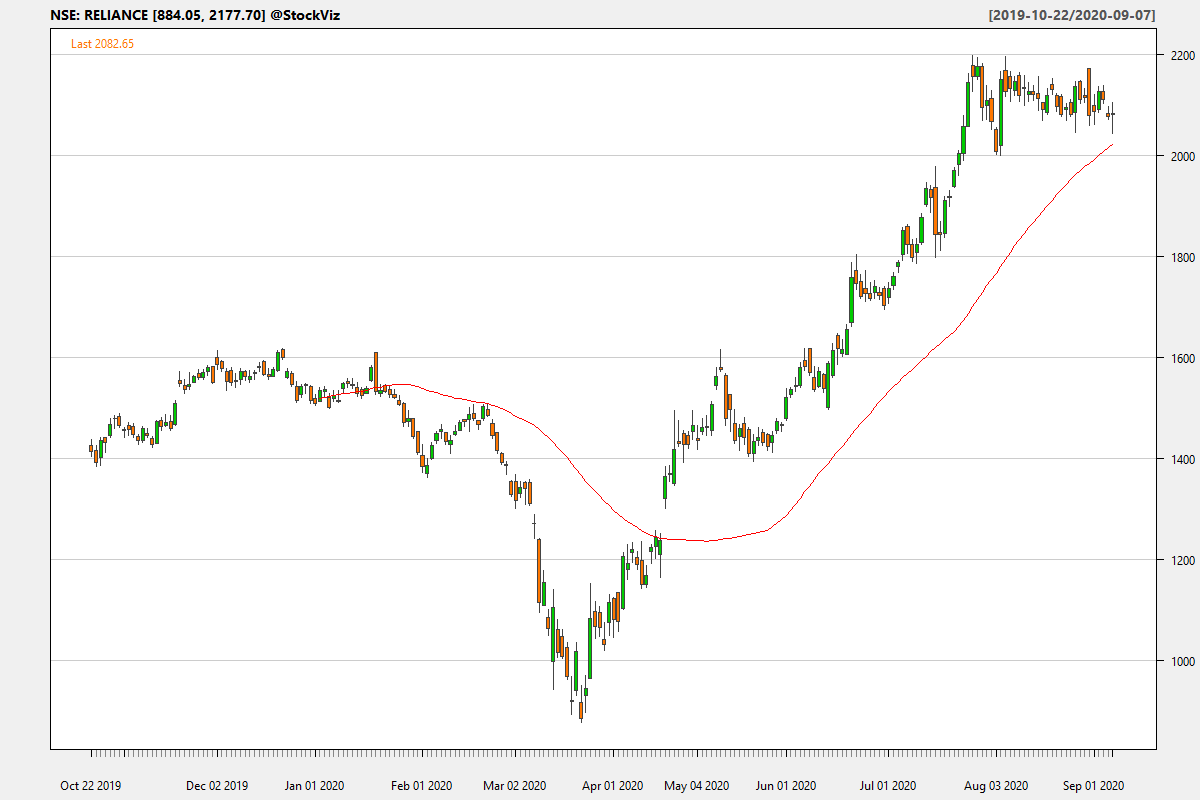 NSE: RELIANCE [884.05, 2177.70] @StockViz
[2019-10-22/2020-09-07]
Last 2082.65
2200
2000
1800
1600
1400
1200
1000
Oct 22 2019 Dec 02 2019 Jan 01 2020 Feb 01 2020 Mar 02 2020 Apr 01 2020 May 04 2020 Jun 01 2020 Jul 01 2020 Aug 03 2020 Sep 01 2020